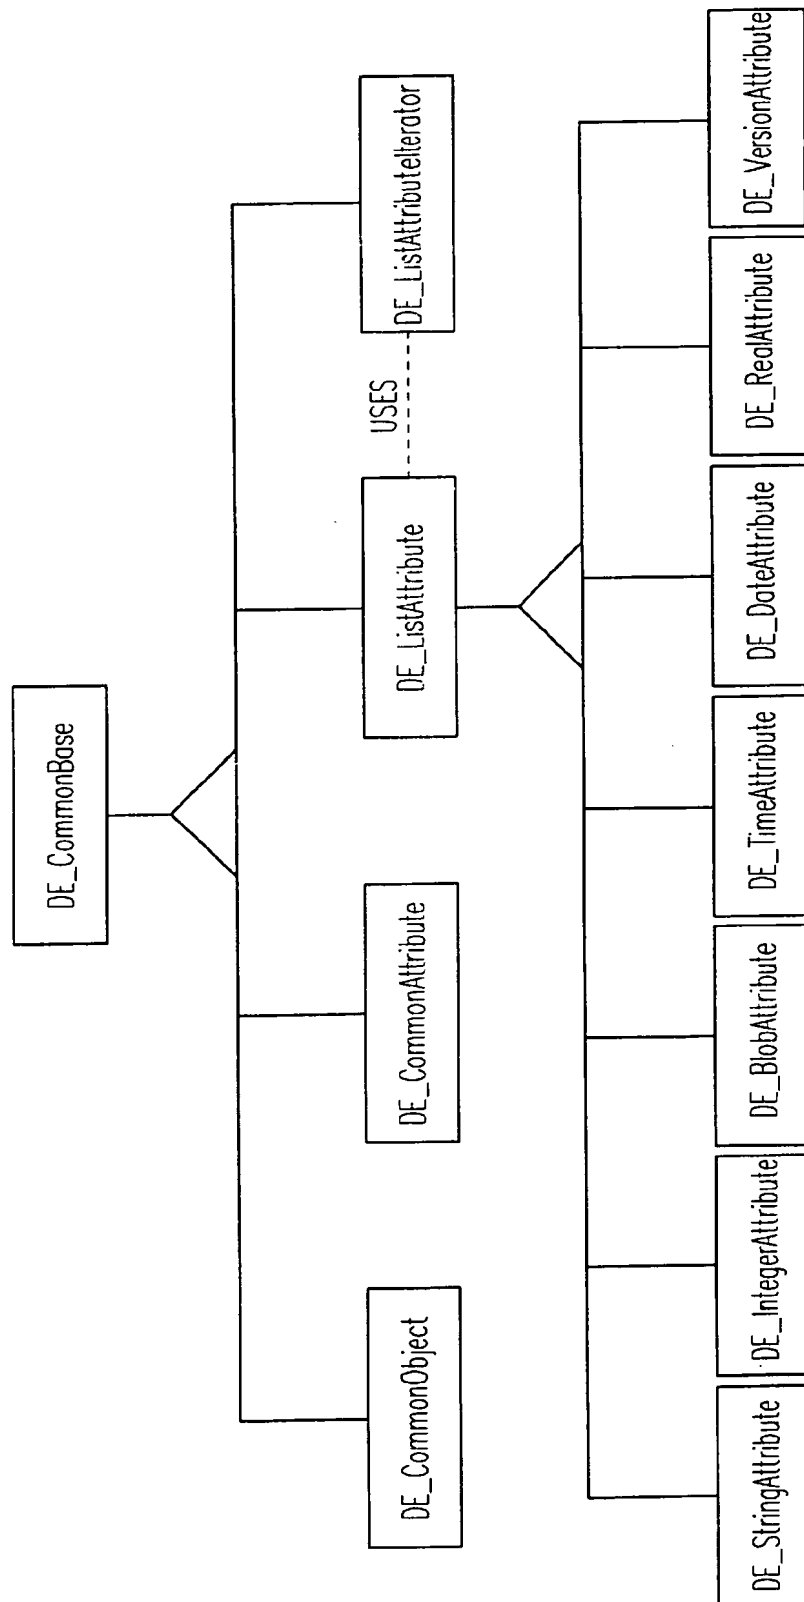 DE_CommonBase
DE_CommonObject
DE_CommonAttribute
DE_ListAttribute
USES
DE_ListAttributeIterator
DE_StringAttribute
DE_IntegerAttribute
DE_BlobAttribute
DE_TimeAttribute
DE_DateAttribute
DE_RealAttribute
DE_VersionAttribute